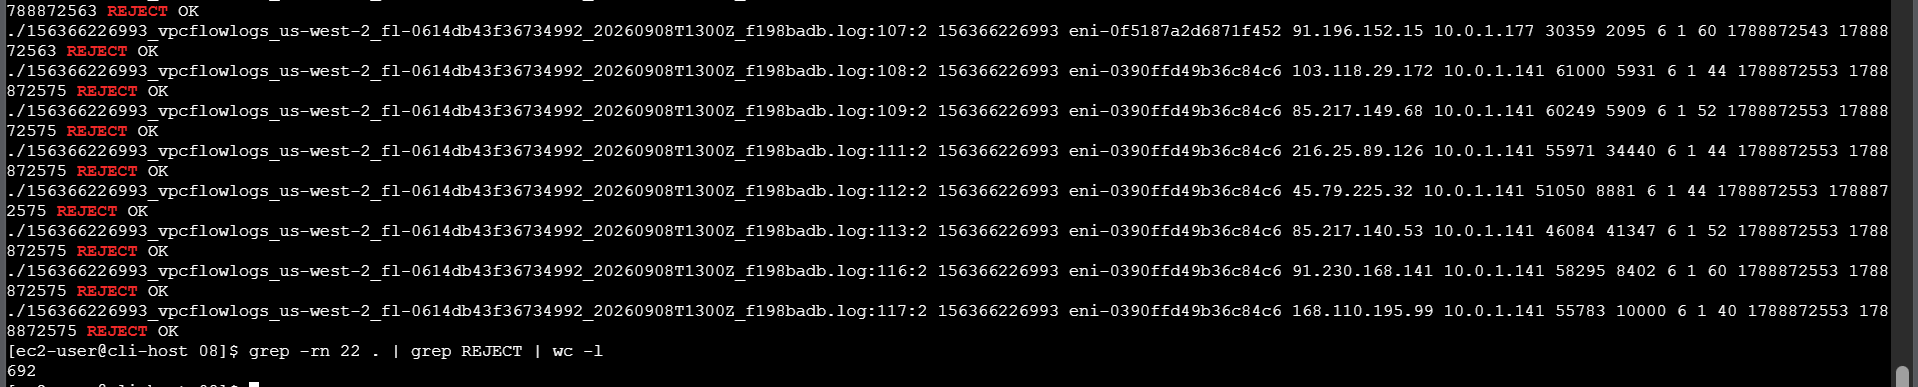 788872563 REJECT OK
./156366226993_vpcflowlogs_us-west-2_fl-0614db43f36734992_20260908T1300Z_f198badb.log:107:2 156366226993 eni-0f5187a2d6871f452 91.196.152.15 10.0.1.177 30359 2095 6 1 60 1788872543 17888
72563 REJECT OK
./156366226993_vpcflowlogs_us-west-2_fl-0614db43f36734992_20260908T1300Z_f198badb.log:108:2 156366226993 eni-0390ffd49b36c84c6 103.118.29.172 10.0.1.141 61000 5931 6 1 44 1788872553 1788
872575 REJECT OK
./156366226993_vpcflowlogs_us-west-2_fl-0614db43f36734992_20260908T1300Z_f198badb.log:109:2 156366226993 eni-0390ffd49b36c84c6 85.217.149.68 10.0.1.141 60249 5909 6 1 52 1788872553 17888
72575 REJECT OK
./156366226993_vpcflowlogs_us-west-2_fl-0614db43f36734992_20260908T1300Z_f198badb.log:111:2 156366226993 eni-0390ffd49b36c84c6 216.25.89.126 10.0.1.141 55971 34440 6 1 44 1788872553 1788
872575 REJECT OK
./156366226993_vpcflowlogs_us-west-2_fl-0614db43f36734992_20260908T1300Z_f198badb.log:112:2 156366226993 eni-0390ffd49b36c84c6 45.79.225.32 10.0.1.141 51050 8881 6 1 44 1788872553 178887
2575 REJECT OK
./156366226993_vpcflowlogs_us-west-2_fl-0614db43f36734992_20260908T1300Z_f198badb.log:113:2 156366226993 eni-0390ffd49b36c84c6 85.217.140.53 10.0.1.141 46084 41347 6 1 52 1788872553 1788
872575 REJECT OK
./156366226993_vpcflowlogs_us-west-2_fl-0614db43f36734992_20260908T1300Z_f198badb.log:116:2 156366226993 eni-0390ffd49b36c84c6 91.230.168.141 10.0.1.141 58295 8402 6 1 60 1788872553 1788
872575 REJECT OK
./156366226993_vpcflowlogs_us-west-2_fl-0614db43f36734992_20260908T1300Z_f198badb.log:117:2 156366226993 eni-0390ffd49b36c84c6 168.110.195.99 10.0.1.141 55783 10000 6 1 40 1788872553 178
8872575 REJECT OK
[ec2-user@cli-host 08]$ grep -rn 22 . | grep REJECT | wc -l
692